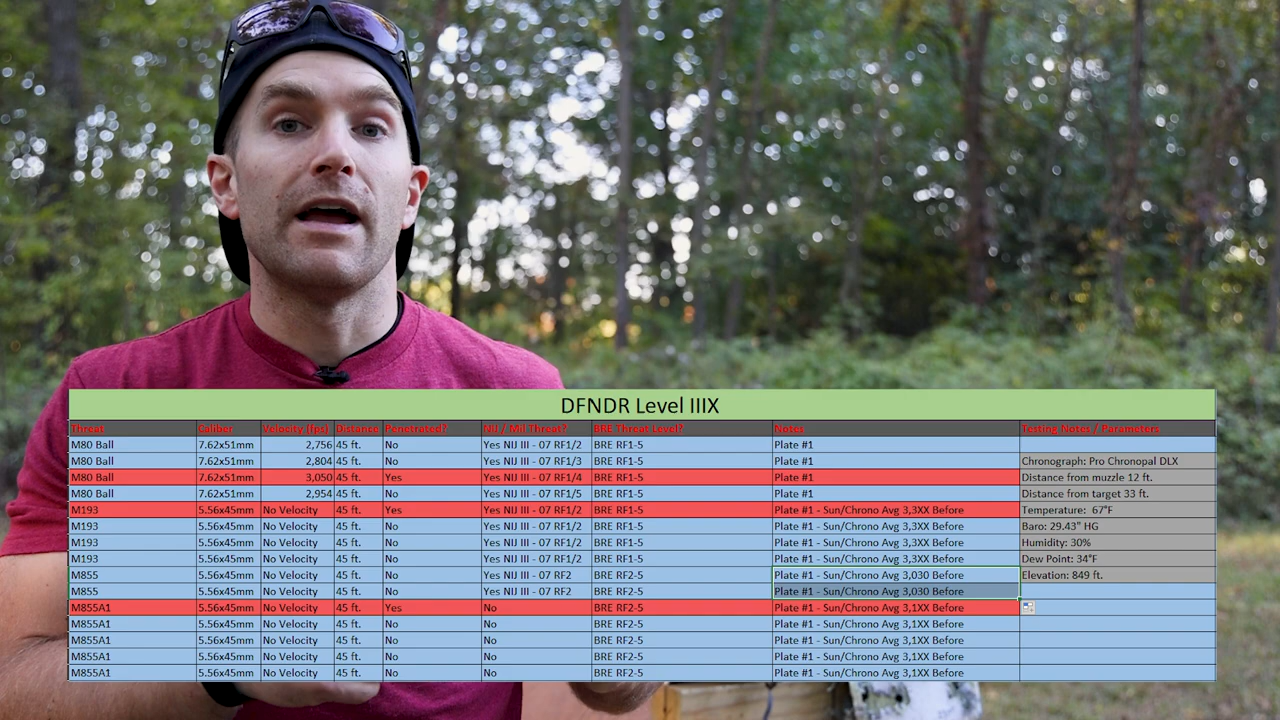 DFNDR Level IIIX
Threat Caliber Velocity (fps) Distance Penetrated? NIJ / Mil Threat? BRE Threat Level? Notes Testing Notes / Parameters
M80 Ball 7.62x51mm 2,756 45 ft. No Yes NIJ III - 07 RF1/2 BRE RF1-5 Plate #1
M80 Ball 7.62x51mm 2,804 45 ft. No Yes NIJ III - 07 RF1/3 BRE RF1-5 Plate #1 Chronograph: Pro Chronopal DLX
M80 Ball 7.62x51mm 3,050 45 ft. Yes Yes NIJ III - 07 RF1/4 BRE RF1-5 Plate #1 Distance from muzzle 12 ft.
M80 Ball 7.62x51mm 2,954 45 ft. No Yes NIJ III - 07 RF1/5 BRE RF1-5 Plate #1 Distance from target 33 ft.
M193 5.56x45mm No Velocity 45 ft. Yes Yes NIJ III - 07 RF1/2 BRE RF1-5 Plate #1 - Sun/Chrono Avg 3,3XX Before Temperature: 67°F
M193 5.56x45mm No Velocity 45 ft. No Yes NIJ III - 07 RF1/2 BRE RF1-5 Plate #1 - Sun/Chrono Avg 3,3XX Before Baro: 29.43" HG
M193 5.56x45mm No Velocity 45 ft. No Yes NIJ III - 07 RF1/2 BRE RF1-5 Plate #1 - Sun/Chrono Avg 3,3XX Before Humidity: 30%
M193 5.56x45mm No Velocity 45 ft. No Yes NIJ III - 07 RF1/2 BRE RF1-5 Plate #1 - Sun/Chrono Avg 3,3XX Before Dew Point: 34°F
M855 5.56x45mm No Velocity 45 ft. No Yes NIJ III - 07 RF2 BRE RF2-5 Plate #1 - Sun/Chrono Avg 3,030 Before Elevation: 849 ft.
M855 5.56x45mm No Velocity 45 ft. No Yes NIJ III - 07 RF2 BRE RF2-5 Plate #1 - Sun/Chrono Avg 3,030 Before
M855A1 5.56x45mm No Velocity 45 ft. Yes No BRE RF2-5 Plate #1 - Sun/Chrono Avg 3,1XX Before
M855A1 5.56x45mm No Velocity 45 ft. No No BRE RF2-5 Plate #1 - Sun/Chrono Avg 3,1XX Before
M855A1 5.56x45mm No Velocity 45 ft. No No BRE RF2-5 Plate #1 - Sun/Chrono Avg 3,1XX Before
M855A1 5.56x45mm No Velocity 45 ft. No No BRE RF2-5 Plate #1 - Sun/Chrono Avg 3,1XX Before
M855A1 5.56x45mm No Velocity 45 ft. No No BRE RF2-5 Plate #1 - Sun/Chrono Avg 3,1XX Before